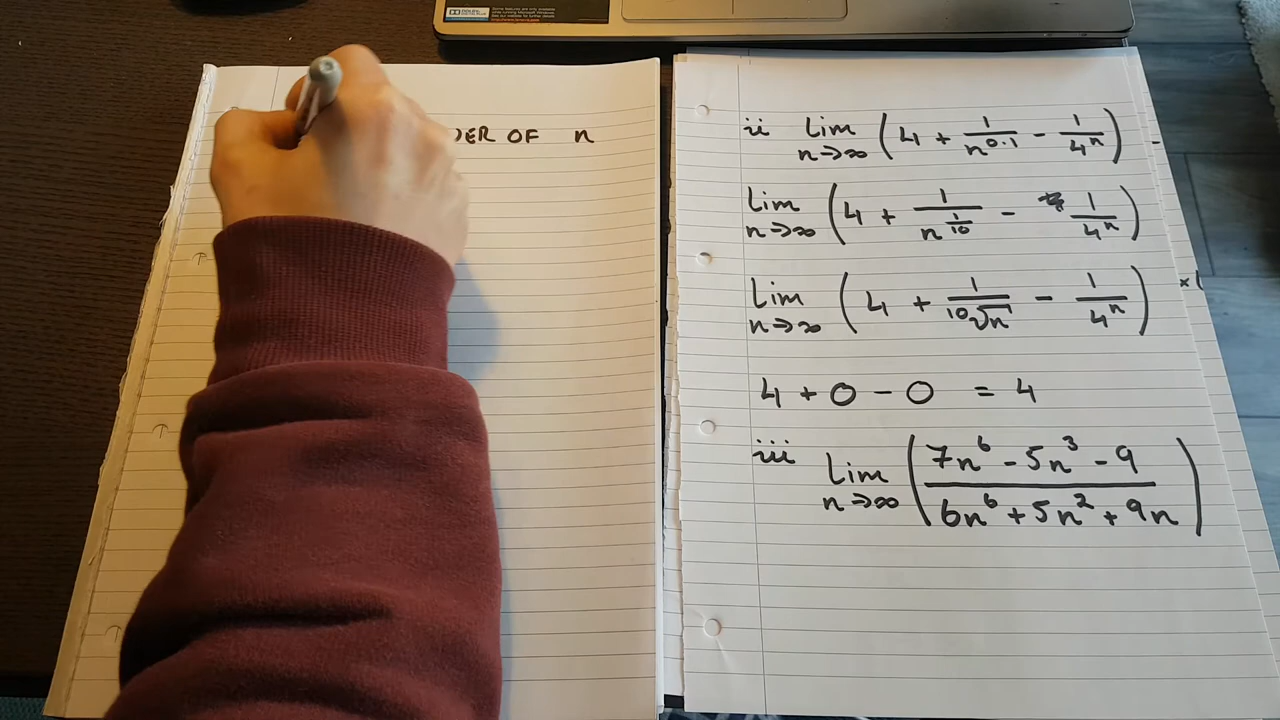 OF n
ii Lim n→∞ (4 + 1/n^0.1 − 1/4^n)
Lim n→∞ (4 + 1/n^(1/10) − 1/4^n)
Lim n→∞ (4 + 1/¹⁰√n − 1/4^n)
4 + 0 − 0 = 4
iii Lim n→∞ ((7n^6 − 5n^3 − 9)/(6n^6 + 5n^2 + 9n))